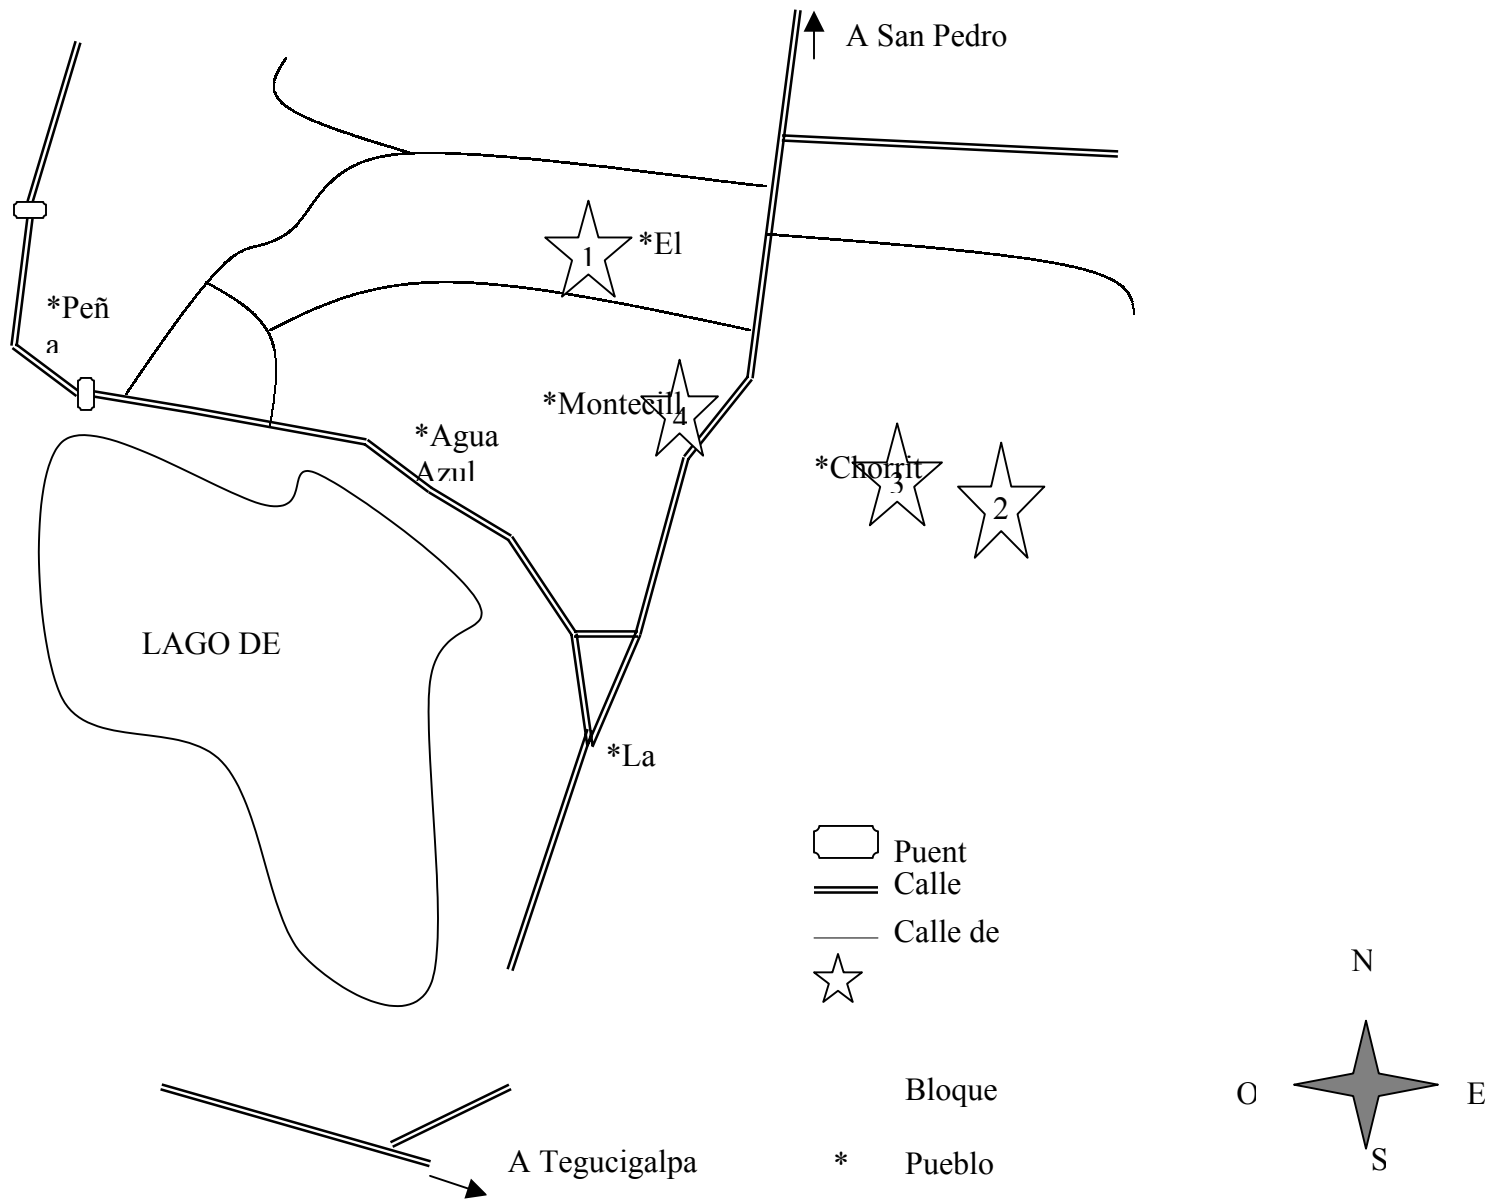 A San Pedro
1
*El
*Peñ
a
*Montecill
4
*Agua
Azul
*Chorrit
3
2
LAGO DE
*La
Puent
Calle
Calle de
N
Bloque
O
E
A Tegucigalpa
* Pueblo
S